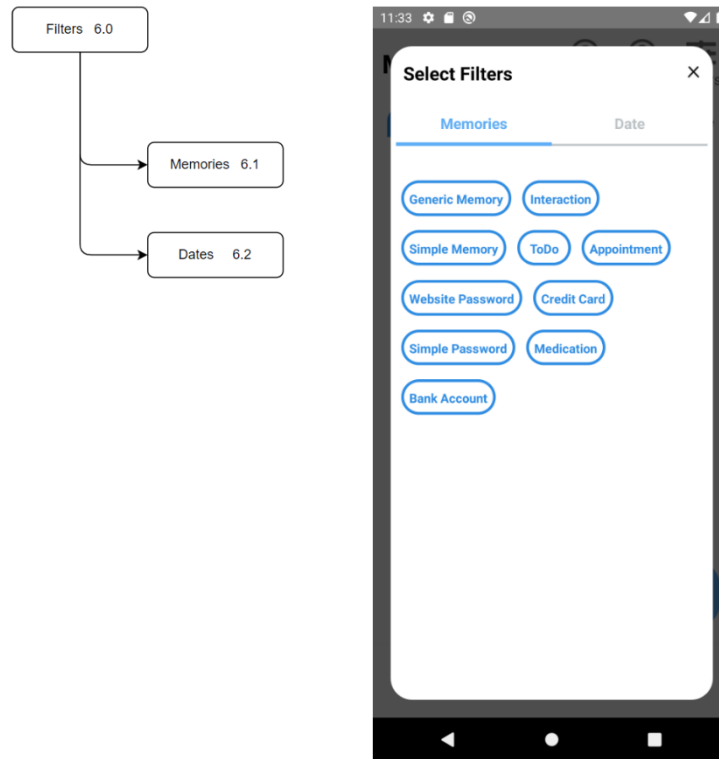 Filters 6.0
Memories 6.1
Dates 6.2
11:33
Select Filters
Memories Date
Generic Memory Interaction
Simple Memory ToDo Appointment
Website Password Credit Card
Simple Password Medication
Bank Account